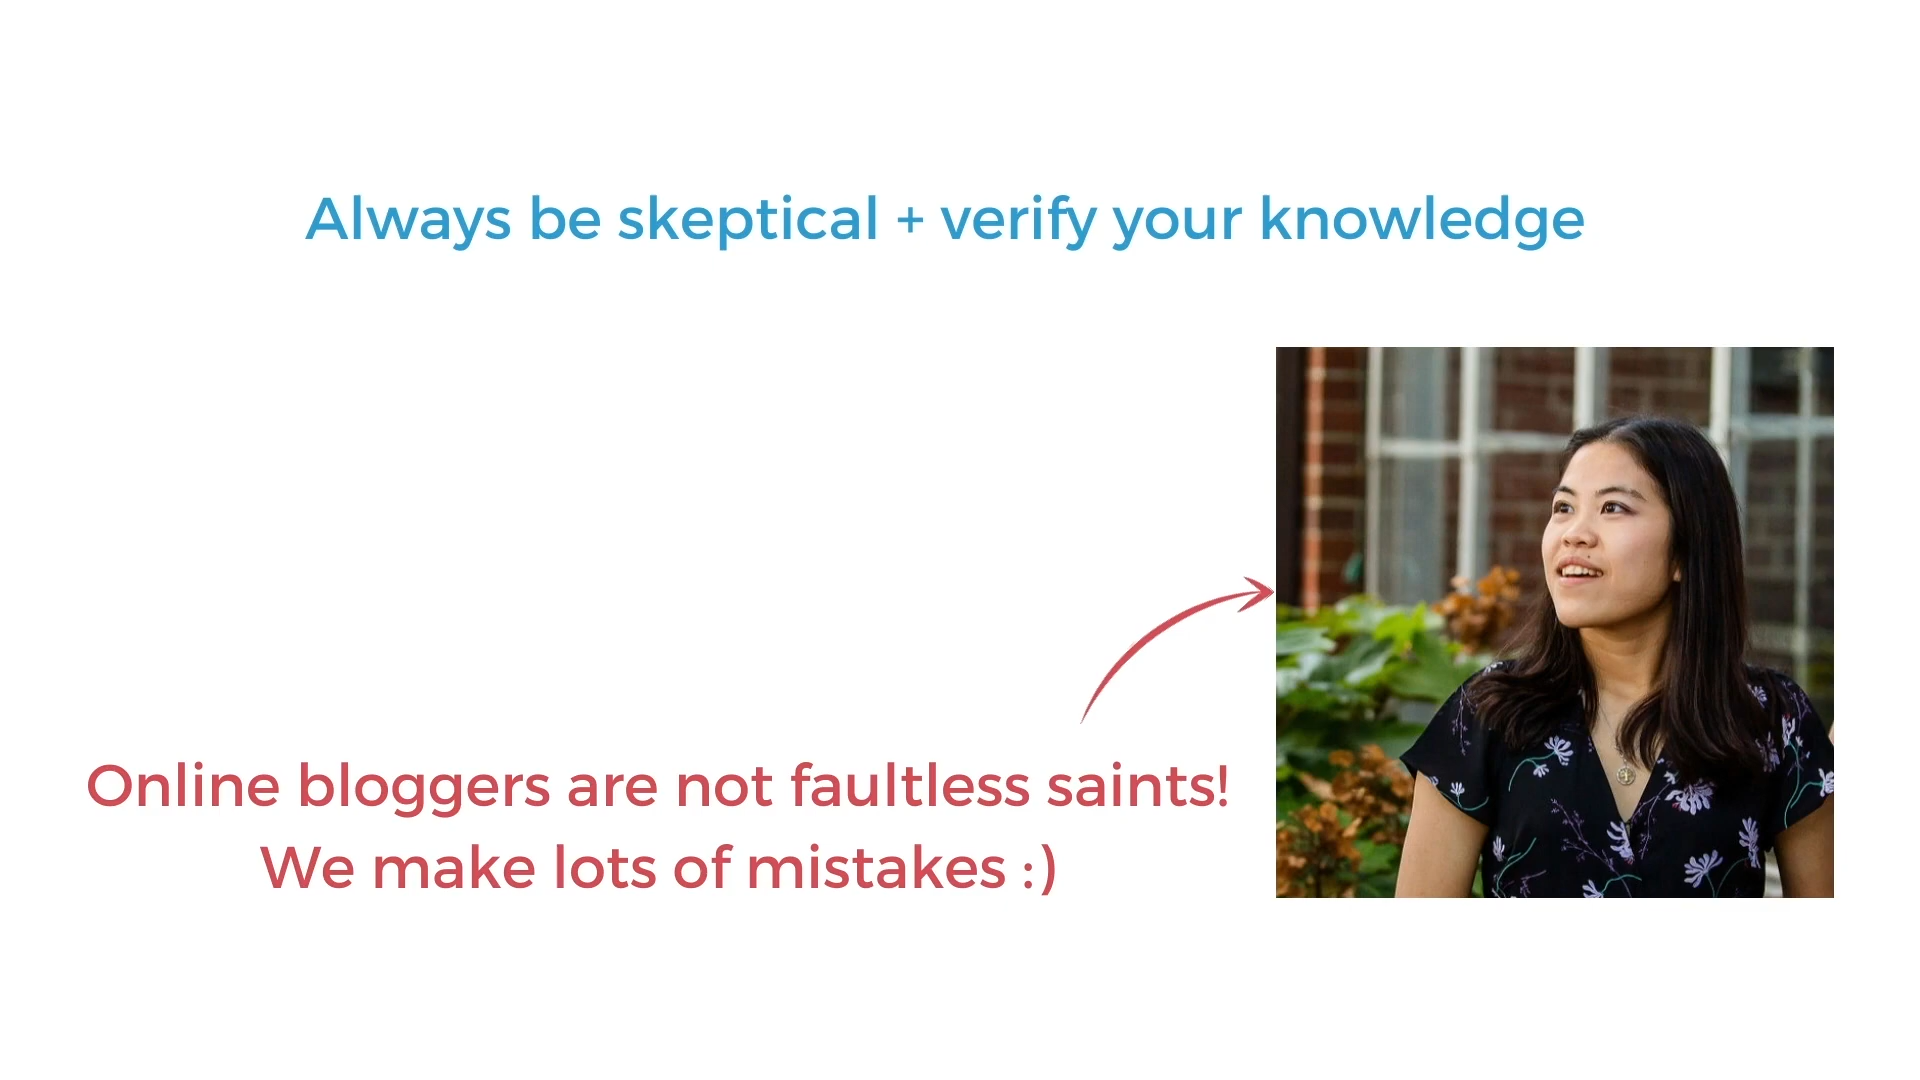 Always be skeptical + verify your knowledge
Online bloggers are not faultless saints!
We make lots of mistakes :)